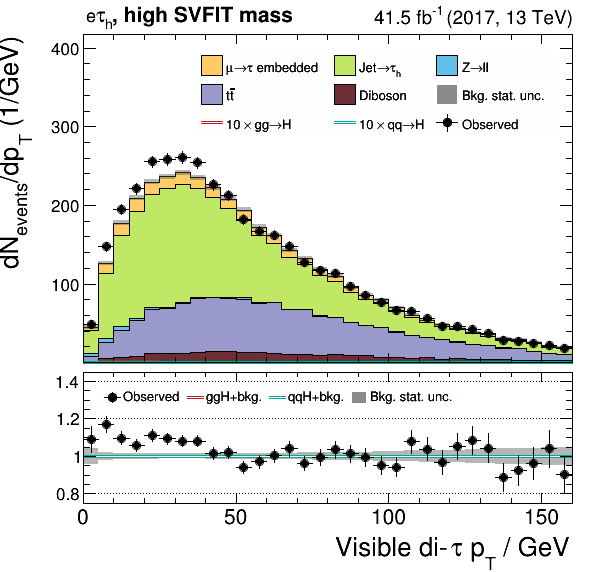 eτh, high SVFIT mass
41.5 fb-1 (2017, 13 TeV)
dNevents/dpT (1/GeV)
400
300
200
100
μ→τ embedded
Jet→τh
Z→ll
tt̅
Diboson
Bkg. stat. unc.
10 × gg→H
10 × qq→H
Observed
1.4
1.2
1
0.8
Observed
ggH+bkg.
qqH+bkg.
Bkg. stat. unc.
0
50
100
150
Visible di-τ pT / GeV